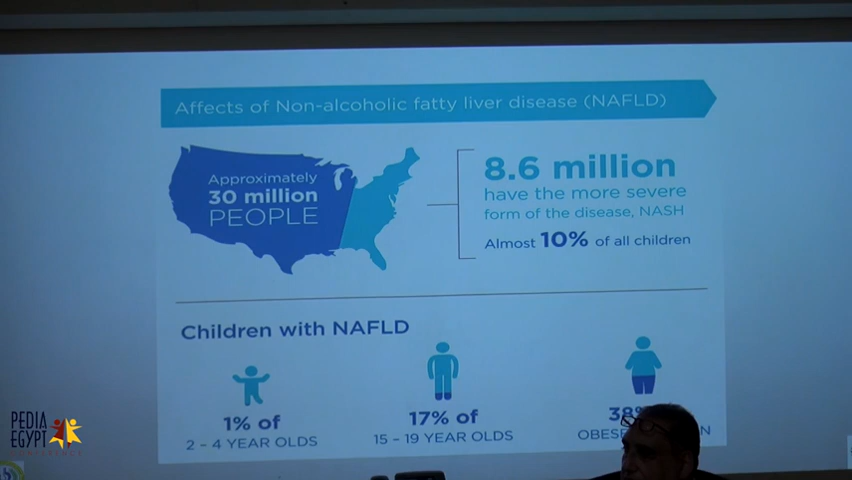 Affects of Non-alcoholic fatty liver disease (NAFLD)
Approximately
30 million
PEOPLE
8.6 million
have the more severe
form of the disease, NASH
Almost 10% of all children
Children with NAFLD
1% of
2 – 4 YEAR OLDS
17% of
15 – 19 YEAR OLDS
38%
PEDIA
EGYPT
CONFERENCE